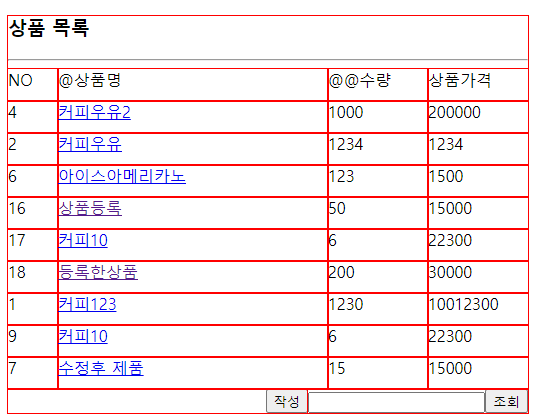 상품 목록
NO @상품명 @@수량 상품가격
4 커피우유2 1000 200000
2 커피우유 1234 1234
6 아이스아메리카노 123 1500
16 상품등록 50 15000
17 커피10 6 22300
18 등록한상품 200 30000
1 커피123 1230 10012300
9 커피10 6 22300
7 수정후 제품 15 15000
작성 조회